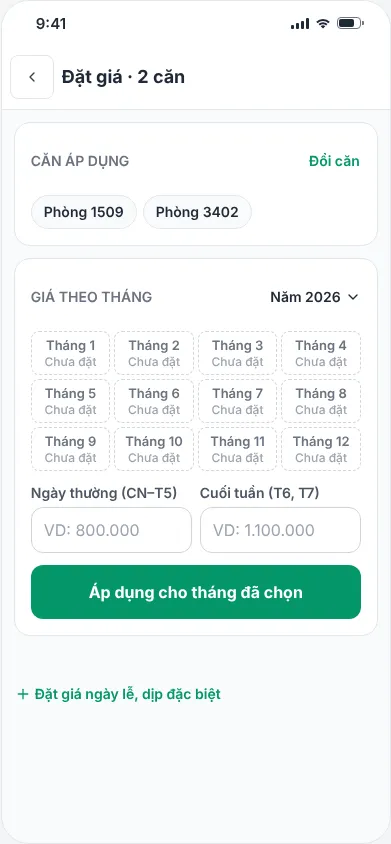 9:41
Đặt giá · 2 căn
CĂN ÁP DỤNG
Đổi căn
Phòng 1509 Phòng 3402
GIÁ THEO THÁNG
Năm 2026
Tháng 1 Tháng 2 Tháng 3 Tháng 4
Chưa đặt Chưa đặt Chưa đặt Chưa đặt
Tháng 5 Tháng 6 Tháng 7 Tháng 8
Chưa đặt Chưa đặt Chưa đặt Chưa đặt
Tháng 9 Tháng 10 Tháng 11 Tháng 12
Chưa đặt Chưa đặt Chưa đặt Chưa đặt
Ngày thường (CN–T5) Cuối tuần (T6, T7)
VD: 800.000 VD: 1.100.000
Áp dụng cho tháng đã chọn
+ Đặt giá ngày lễ, dịp đặc biệt